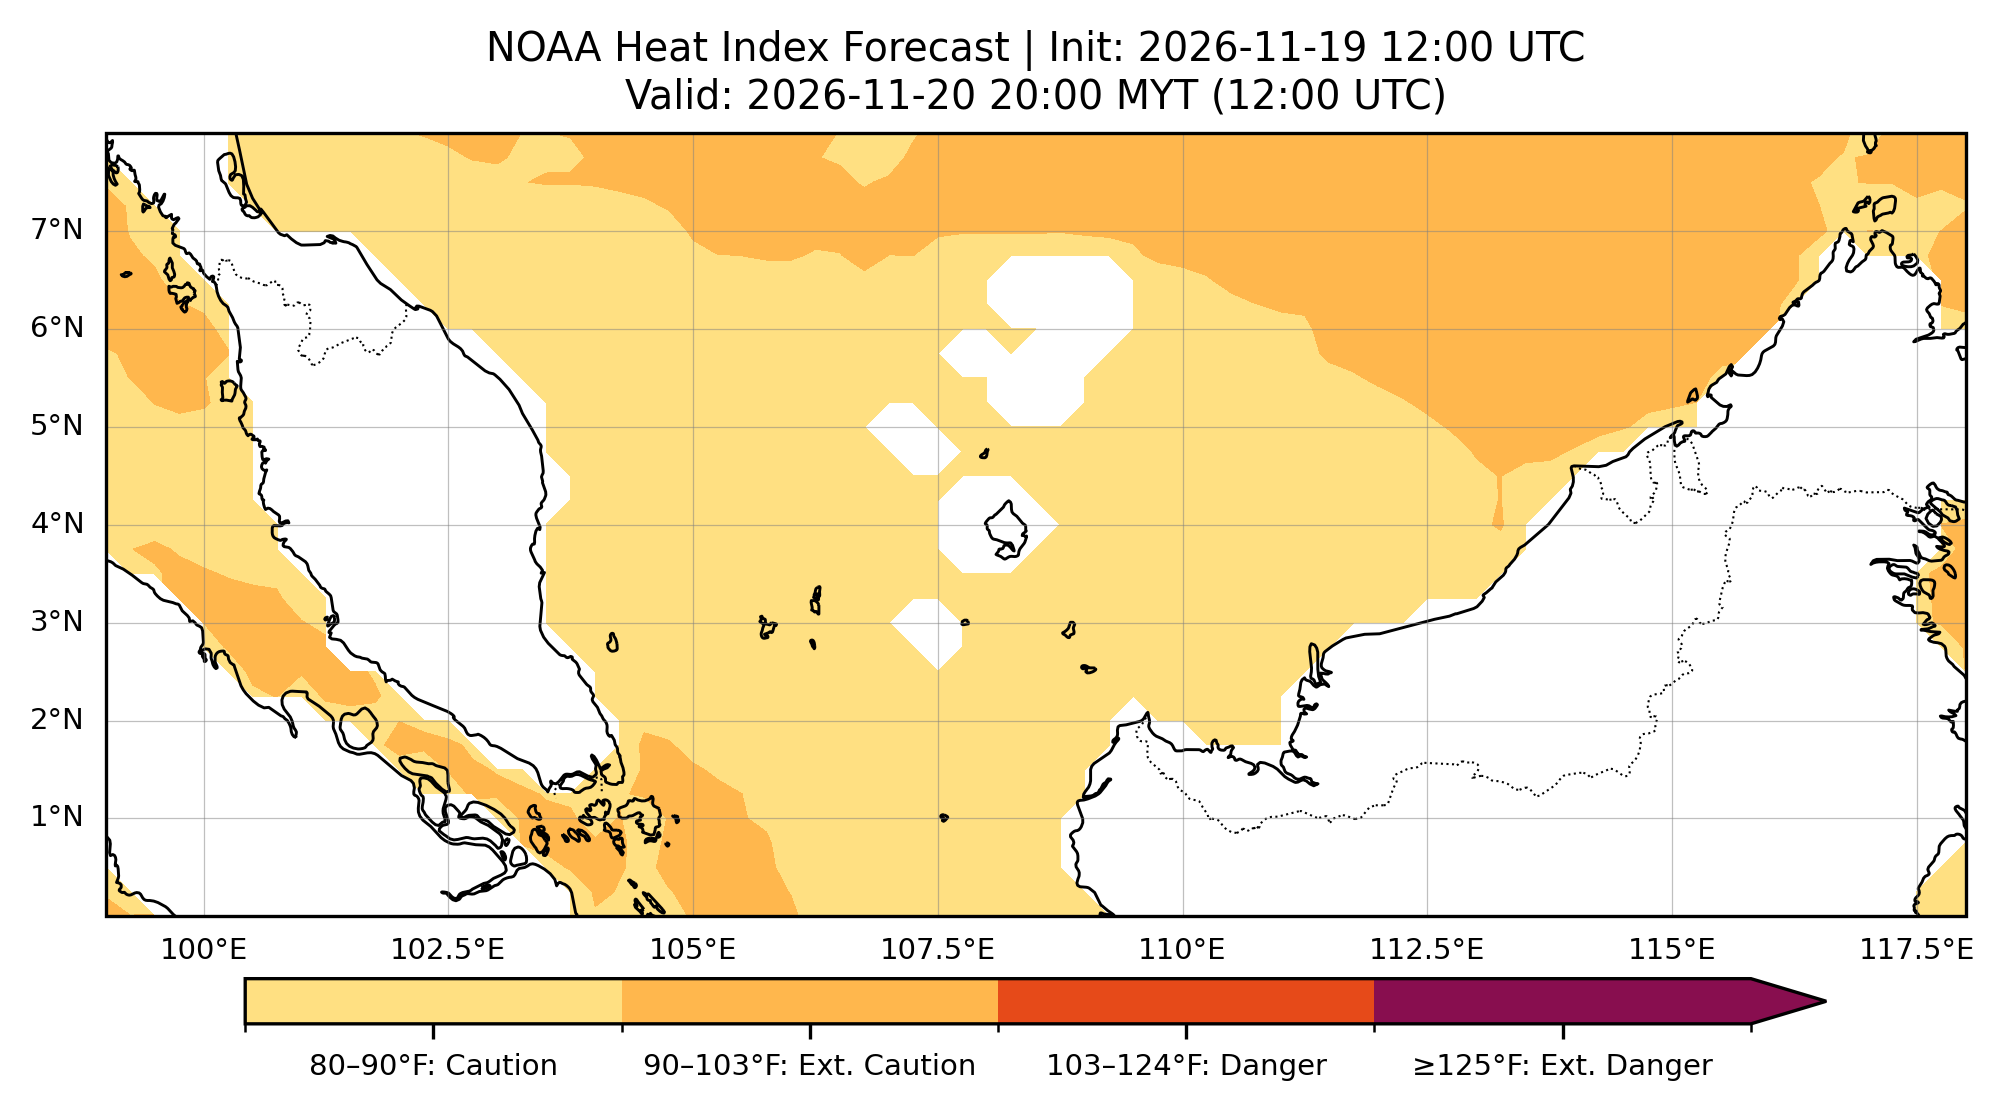 NOAA Heat Index Forecast | Init: 2026-11-19 12:00 UTC
Valid: 2026-11-20 20:00 MYT (12:00 UTC)
7°N
6°N
5°N
4°N
3°N
2°N
1°N
100°E
102.5°E
105°E
107.5°E
110°E
112.5°E
115°E
117.5°E
80–90°F: Caution
90–103°F: Ext. Caution
103–124°F: Danger
≥125°F: Ext. Danger